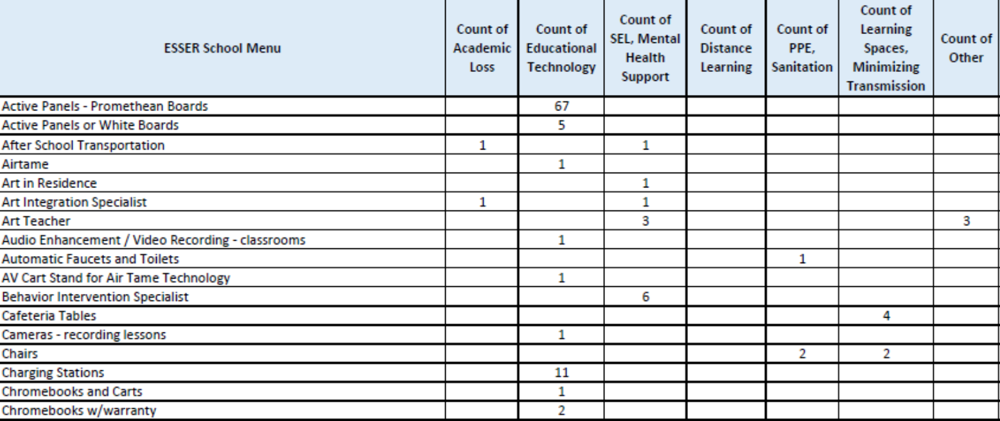 ESSER School Menu
Count of Academic Loss
Count of Educational Technology
Count of SEL, Mental Health Support
Count of Distance Learning
Count of PPE, Sanitation
Count of Learning Spaces, Minimizing Transmission
Count of Other
Active Panels - Promethean Boards 67
Active Panels or White Boards 5
After School Transportation 1 1
Airtame 1
Art in Residence 1
Art Integration Specialist 1 1
Art Teacher 3 3
Audio Enhancement / Video Recording - classrooms 1
Automatic Faucets and Toilets 1
AV Cart Stand for Air Tame Technology 1
Behavior Intervention Specialist 6
Cafeteria Tables 4
Cameras - recording lessons 1
Chairs 2 2
Charging Stations 11
Chromebooks and Carts 1
Chromebooks w/warranty 2